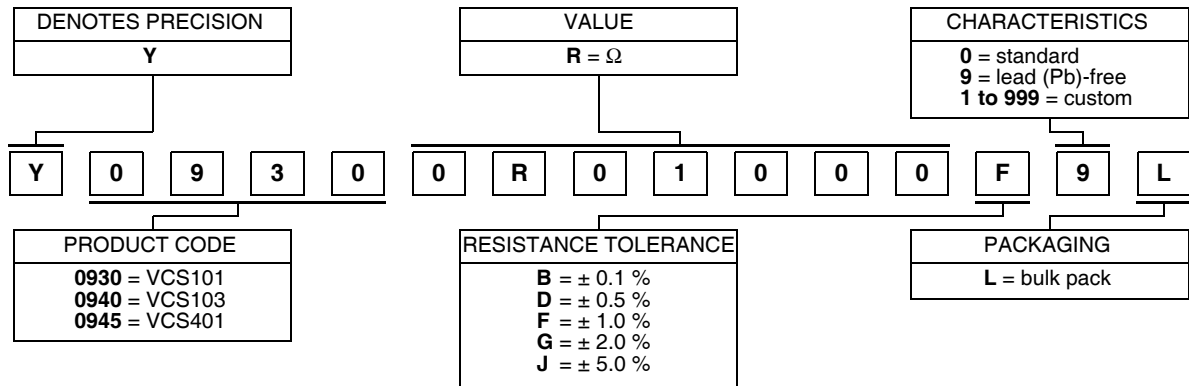 DENOTES PRECISION
Y
VALUE
R = Ω
CHARACTERISTICS
0 = standard
9 = lead (Pb)-free
1 to 999 = custom
Y 0 9 3 0 0 R 0 1 0 0 0 F 9 L
PRODUCT CODE
0930 = VCS101
0940 = VCS103
0945 = VCS401
RESISTANCE TOLERANCE
B = ± 0.1 %
D = ± 0.5 %
F = ± 1.0 %
G = ± 2.0 %
J = ± 5.0 %
PACKAGING
L = bulk pack